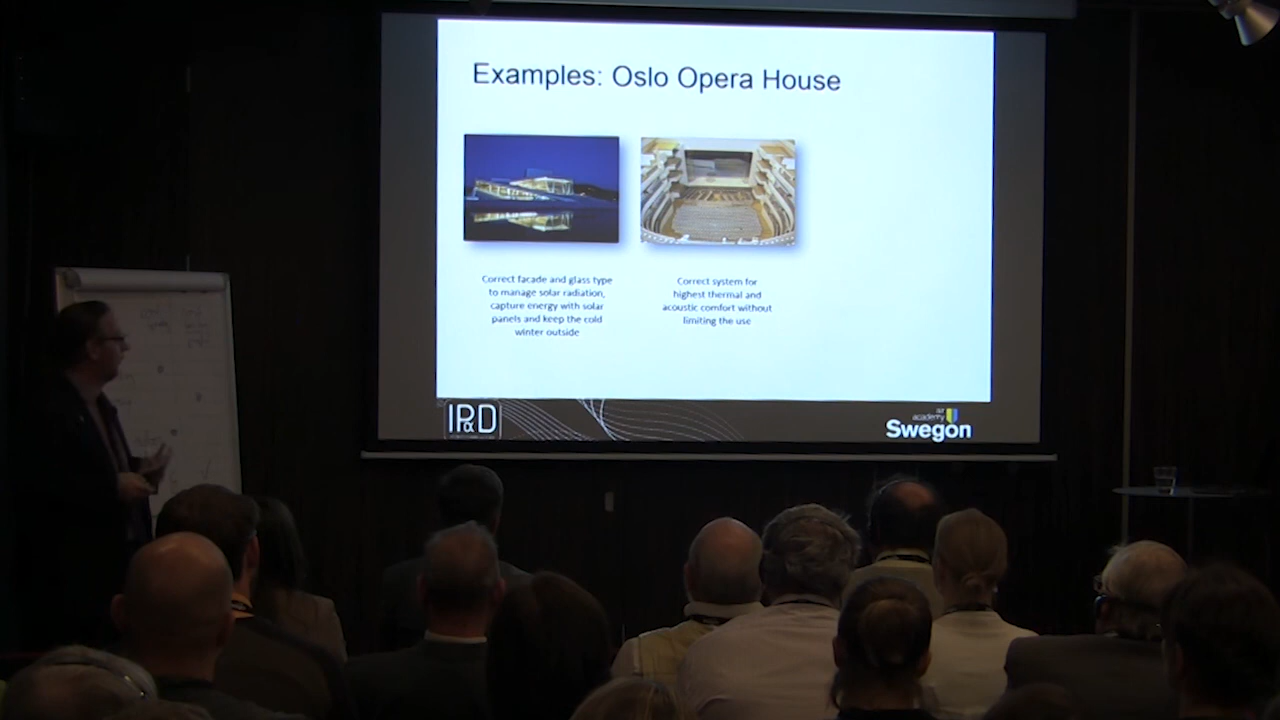 Examples: Oslo Opera House
Correct facade and glass type
to manage solar radiation,
capture energy with solar
panels and keep the cold
winter outside
Correct system for
highest thermal and
acoustic comfort without
limiting the use
IPαD
air
academy
Swegon